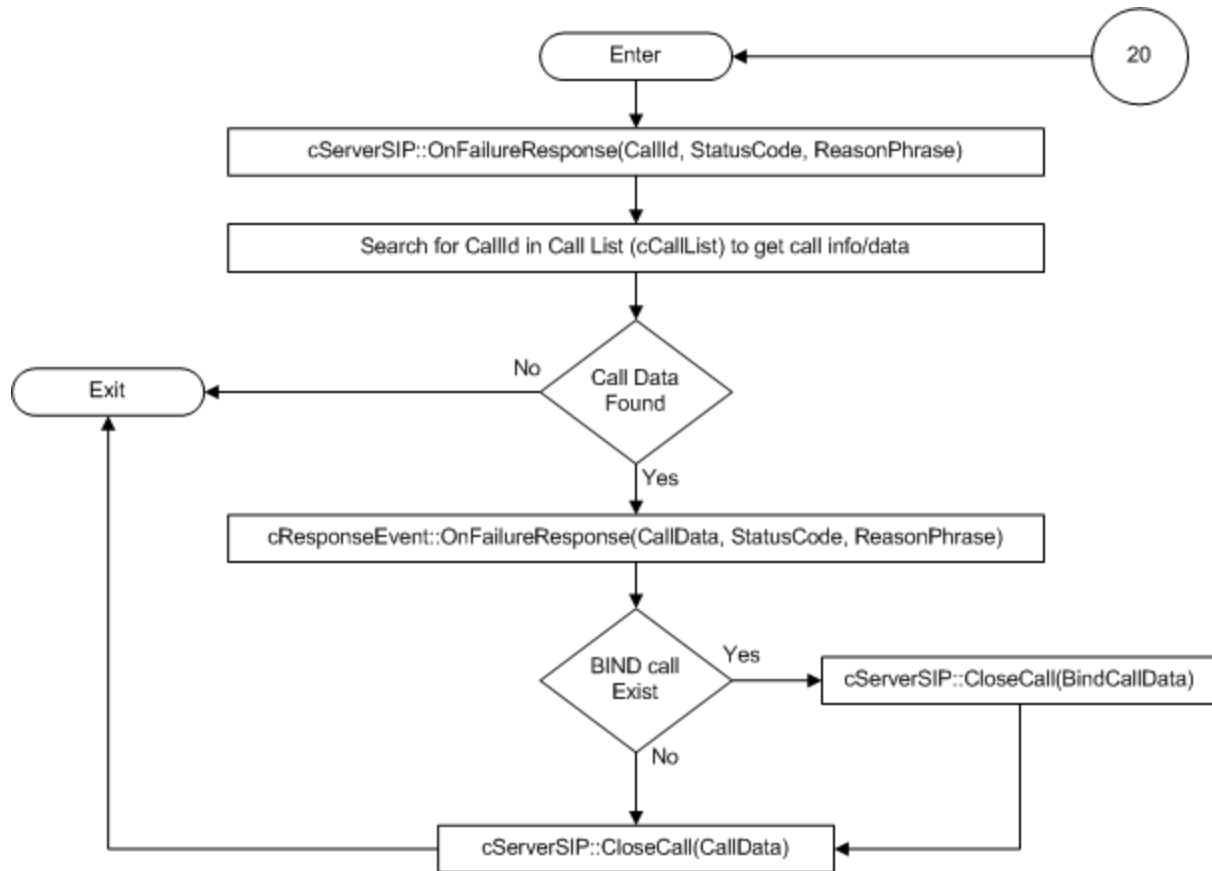 Enter
20
cServerSIP::OnFailureResponse(CallId, StatusCode, ReasonPhrase)
Search for CallId in Call List (cCallList) to get call info/data
No
Exit
Call Data
Found
Yes
cResponseEvent::OnFailureResponse(CallData, StatusCode, ReasonPhrase)
BIND call
Exist
Yes
cServerSIP::CloseCall(BindCallData)
No
cServerSIP::CloseCall(CallData)